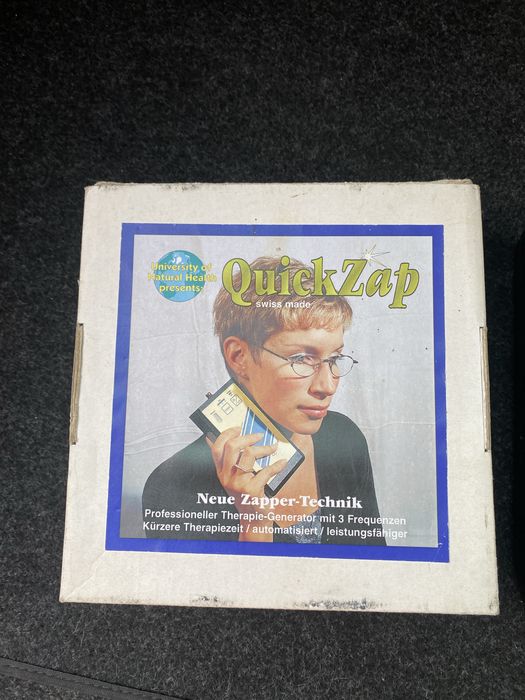 University of
Natural Health
presents:
QuickZap
swiss made
Neue Zapper-Technik
Professioneller Therapie-Generator mit 3 Frequenzen
Kürzere Therapiezeit / automatisiert / leistungsfähiger